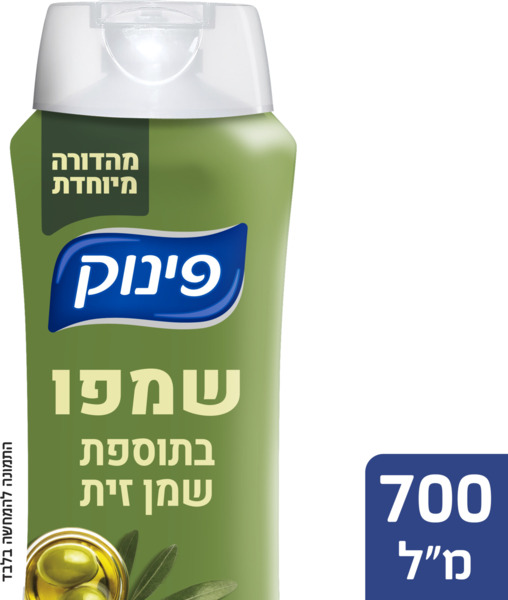 מהדורה
מיוחדת
פינוק
שמפו
בתוספת
שמן זית
התמונה להמחשה בלבד
700
מ״ל